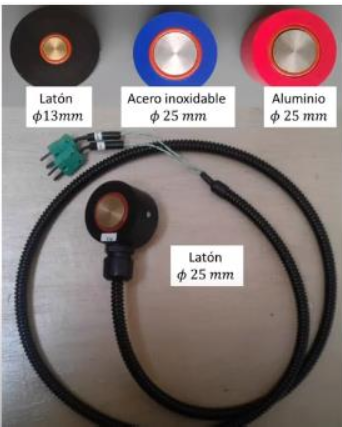 Latón
ϕ13mm
Acero inoxidable
ϕ 25 mm
Aluminio
ϕ 25 mm
Latón
ϕ 25 mm